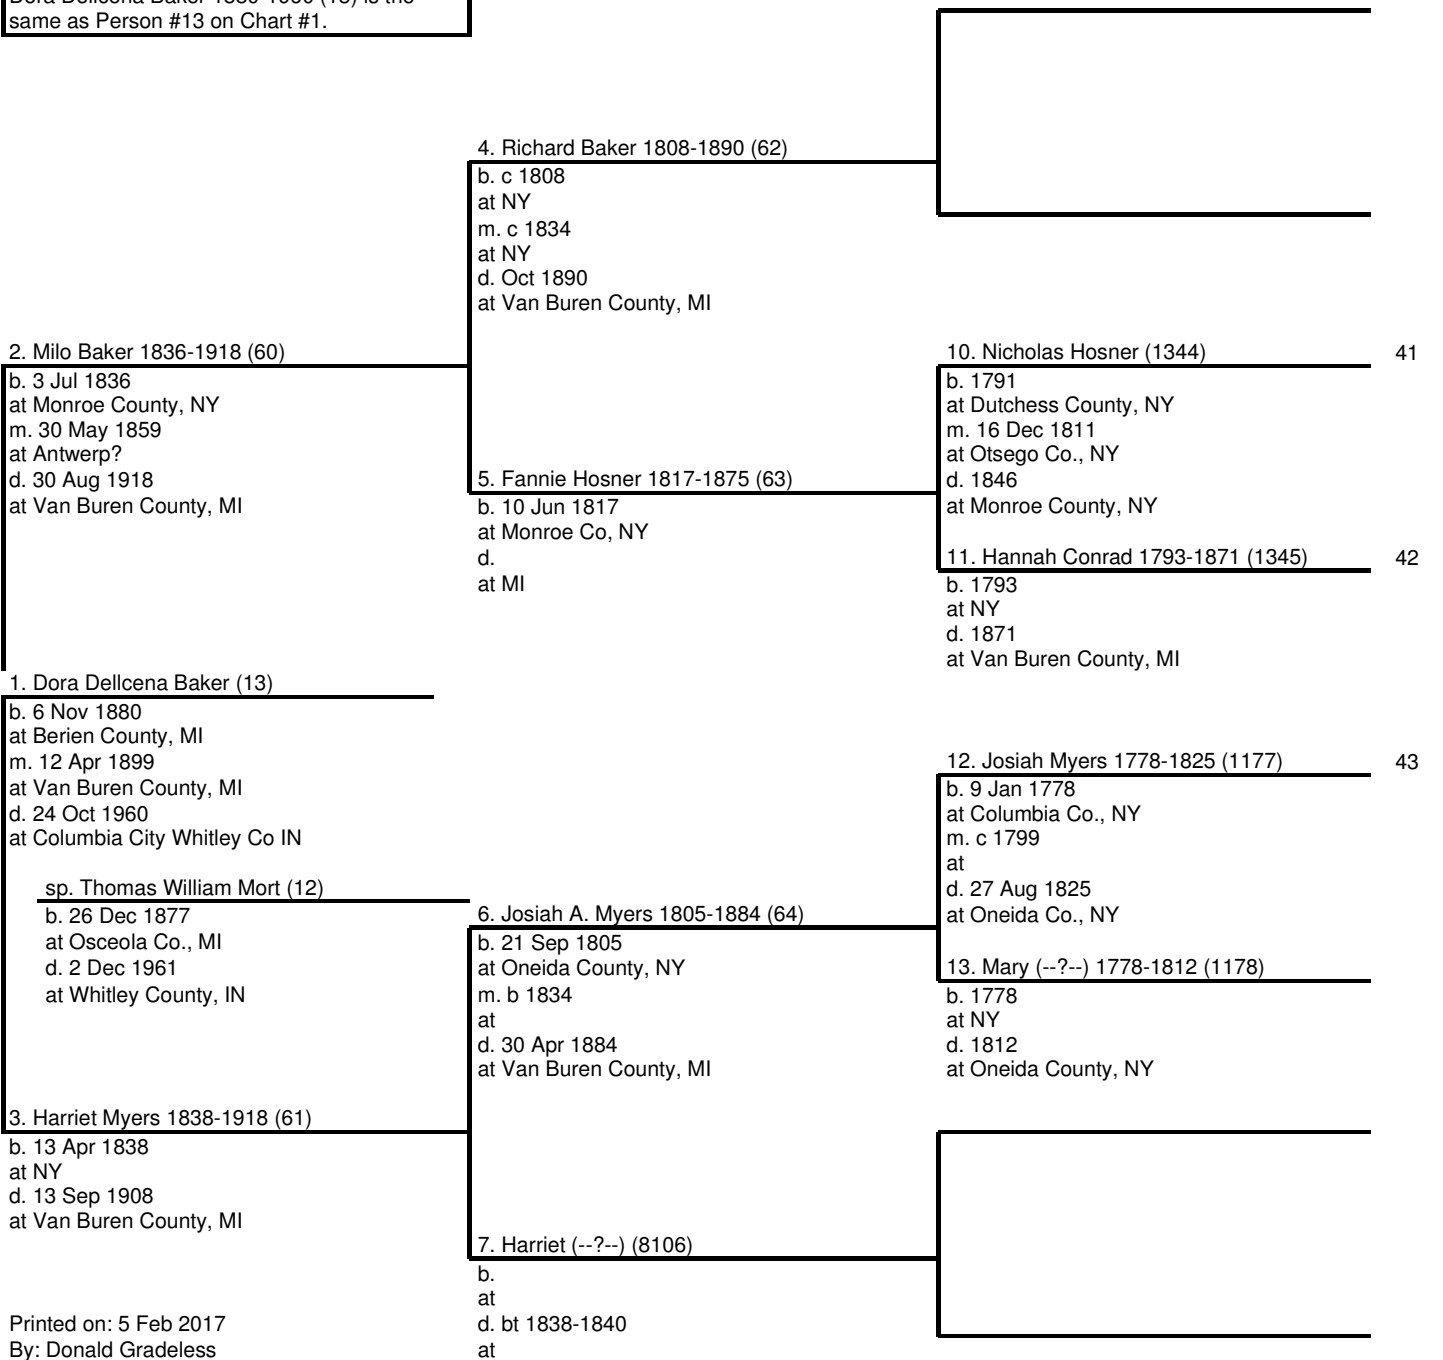 Dora Dellcena Baker 1880-1960 (13) is the
same as Person #13 on Chart #1.
4. Richard Baker 1808-1890 (62)
b. c 1808
at NY
m. c 1834
at NY
d. Oct 1890
at Van Buren County, MI
2. Milo Baker 1836-1918 (60)
b. 3 Jul 1836
at Monroe County, NY
m. 30 May 1859
at Antwerp?
d. 30 Aug 1918
at Van Buren County, MI
10. Nicholas Hosner (1344) 41
b. 1791
at Dutchess County, NY
m. 16 Dec 1811
at Otsego Co., NY
d. 1846
at Monroe County, NY
5. Fannie Hosner 1817-1875 (63)
b. 10 Jun 1817
at Monroe Co, NY
d.
at MI
11. Hannah Conrad 1793-1871 (1345) 42
b. 1793
at NY
d. 1871
at Van Buren County, MI
1. Dora Dellcena Baker (13)
b. 6 Nov 1880
at Berien County, MI
m. 12 Apr 1899
at Van Buren County, MI
d. 24 Oct 1960
at Columbia City Whitley Co IN
sp. Thomas William Mort (12)
b. 26 Dec 1877
at Osceola Co., MI
d. 2 Dec 1961
at Whitley County, IN
12. Josiah Myers 1778-1825 (1177) 43
b. 9 Jan 1778
at Columbia Co., NY
m. c 1799
at
d. 27 Aug 1825
at Oneida Co., NY
6. Josiah A. Myers 1805-1884 (64)
b. 21 Sep 1805
at Oneida County, NY
m. b 1834
at
d. 30 Apr 1884
at Van Buren County, MI
13. Mary (--?--) 1778-1812 (1178)
b. 1778
at NY
d. 1812
at Oneida County, NY
3. Harriet Myers 1838-1918 (61)
b. 13 Apr 1838
at NY
d. 13 Sep 1908
at Van Buren County, MI
7. Harriet (--?--) (8106)
b.
at
d. bt 1838-1840
at
Printed on: 5 Feb 2017
By: Donald Gradeless